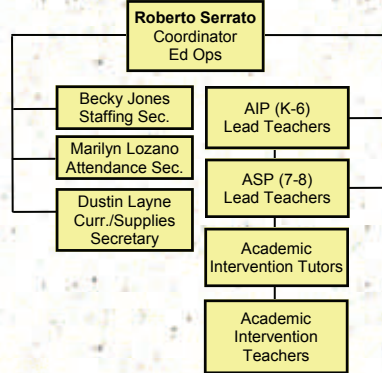 Roberto Serrato
Coordinator
Ed Ops
Becky Jones
Staffing Sec.
Marilyn Lozano
Attendance Sec.
Dustin Layne
Curr./Supplies
Secretary
AIP (K-6)
Lead Teachers
ASP (7-8)
Lead Teachers
Academic
Intervention Tutors
Academic
Intervention
Teachers